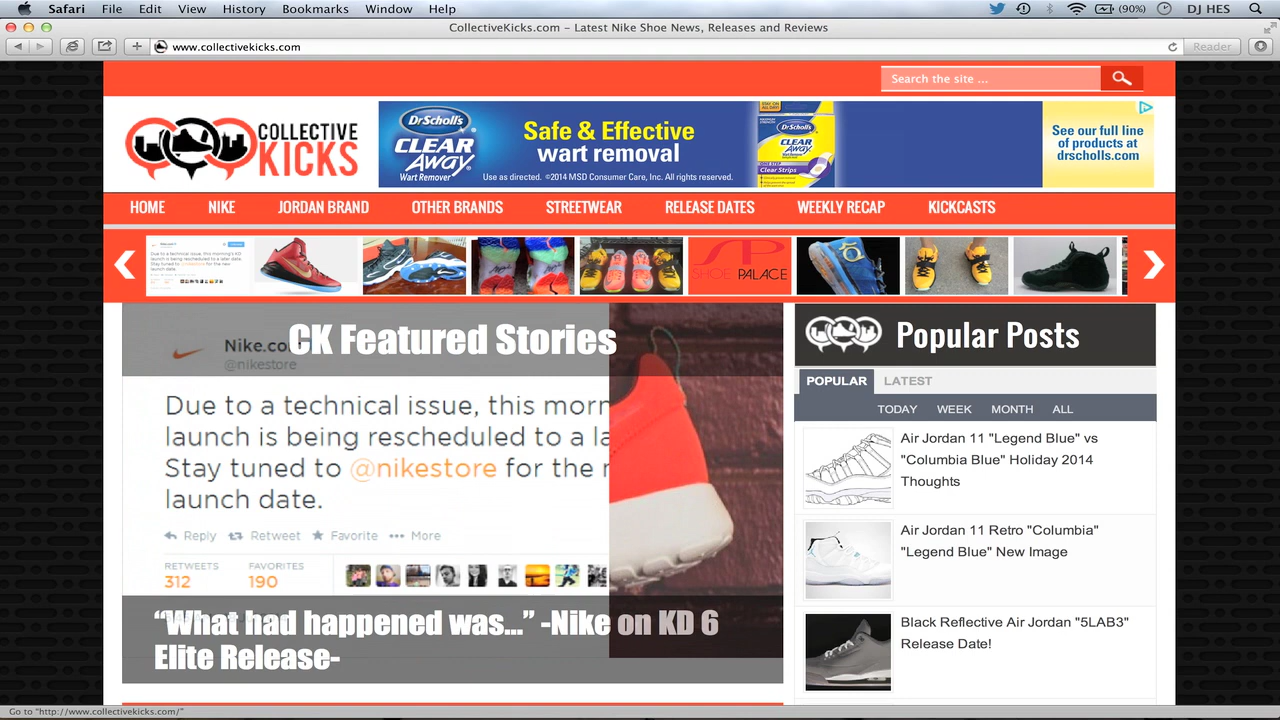 Safari File Edit View History Bookmarks Window Help (90%) DJ HES
CollectiveKicks.com – Latest Nike Shoe News, Releases and Reviews
www.collectivekicks.com Reader
Search the site ...
COLLECTIVE
KICKS
Dr Scholl's
CLEAR
AWAY
Wart Remover
Safe & Effective
wart removal
Use as directed. ©2014 MSD Consumer Care, Inc. All rights reserved.
Dr Scholl's
CLEAR
AWAY
Clear Strips
See our full line
of products at
drscholls.com
HOME NIKE JORDAN BRAND OTHER BRANDS STREETWEAR RELEASE DATES WEEKLY RECAP KICKCASTS
SP
SHOE PALACE
CK Featured Stories
Nike.co
@nikestore
Due to a technical issue, this morn
launch is being rescheduled to a la
Stay tuned to @nikestore for the r
launch date.
Reply Retweet Favorite More
RETWEETS FAVORITES
312 190
“What had happened was...” -Nike on KD 6
Elite Release-
Popular Posts
POPULAR LATEST
TODAY WEEK MONTH ALL
Air Jordan 11 "Legend Blue" vs
"Columbia Blue" Holiday 2014
Thoughts
Air Jordan 11 Retro "Columbia"
"Legend Blue" New Image
Black Reflective Air Jordan "5LAB3"
Release Date!
Go to "http://www.collectivekicks.com/"